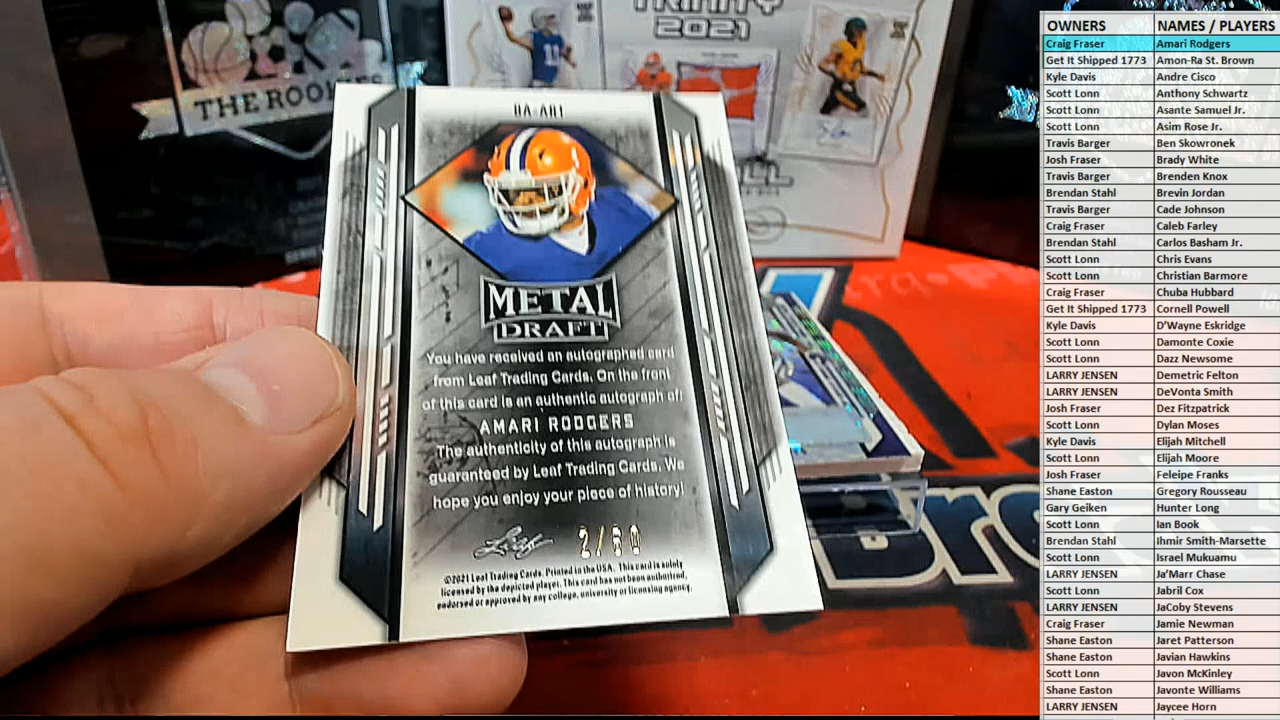 THE ROO
TRINITY
2021
BA-AR1
METAL
DRAFT
You have received an autographed card
from Leaf Trading Cards. On the front
of this card is an authentic autograph of:
AMARI RODGERS
The authenticity of this autograph is
guaranteed by Leaf Trading Cards. We
hope you enjoy your piece of history!
Leaf
2/60
©2021 Leaf Trading Cards. Printed in the USA. This card is solely
licensed by the depicted player. This card has not been authorized,
endorsed or approved by any college, university or licensing agency.
Bro
OWNERS NAMES / PLAYERS
Craig Fraser Amari Rodgers
Get It Shipped 1773 Amon-Ra St. Brown
Kyle Davis Andre Cisco
Scott Lonn Anthony Schwartz
Scott Lonn Asante Samuel Jr.
Scott Lonn Asim Rose Jr.
Travis Barger Ben Skowronek
Josh Fraser Brady White
Travis Barger Brenden Knox
Brendan Stahl Brevin Jordan
Travis Barger Cade Johnson
Craig Fraser Caleb Farley
Brendan Stahl Carlos Basham Jr.
Scott Lonn Chris Evans
Scott Lonn Christian Barmore
Craig Fraser Chuba Hubbard
Get It Shipped 1773 Cornell Powell
Kyle Davis D'Wayne Eskridge
Scott Lonn Damonte Coxie
Scott Lonn Dazz Newsome
LARRY JENSEN Demetric Felton
LARRY JENSEN DeVonta Smith
Josh Fraser Dez Fitzpatrick
Scott Lonn Dylan Moses
Kyle Davis Elijah Mitchell
Scott Lonn Elijah Moore
Josh Fraser Feleipe Franks
Shane Easton Gregory Rousseau
Gary Geiken Hunter Long
Scott Lonn Ian Book
Brendan Stahl Ihmir Smith-Marsette
Scott Lonn Israel Mukuamu
LARRY JENSEN Ja'Marr Chase
Scott Lonn Jabril Cox
LARRY JENSEN JaCoby Stevens
Craig Fraser Jamie Newman
Shane Easton Jaret Patterson
Shane Easton Javian Hawkins
Scott Lonn Javon McKinley
Shane Easton Javonte Williams
LARRY JENSEN Jaycee Horn